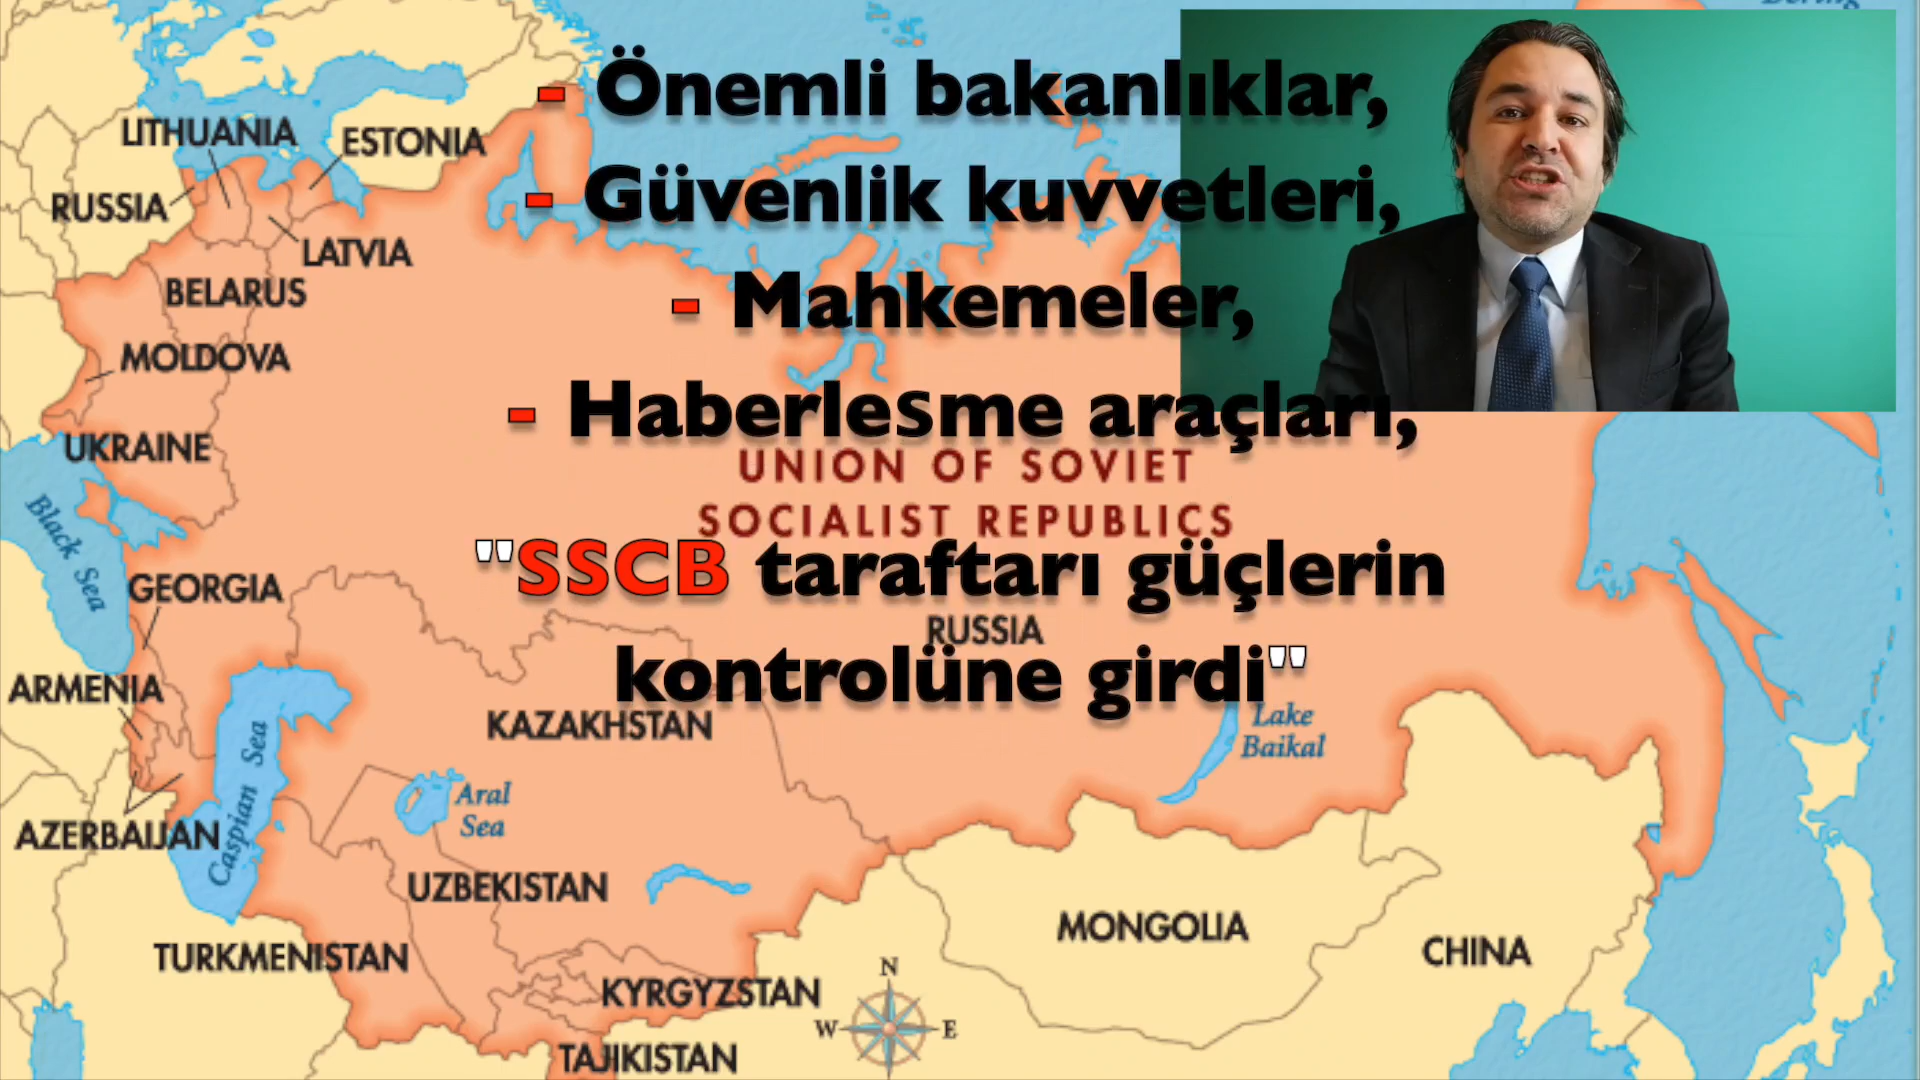 - Önemli bakanlıklar,
- Güvenlik kuvvetleri,
- Mahkemeler,
- Haberlesme araçları,
"SSCB taraftarı güçlerin
kontrolüne girdi"
LITHUANIA
ESTONIA
RUSSIA
LATVIA
BELARUS
MOLDOVA
UKRAINE
UNION OF SOVIET
SOCIALIST REPUBLICS
Black Sea
GEORGIA
RUSSIA
ARMENIA
KAZAKHSTAN
Lake
Baikal
Caspian Sea
Aral
Sea
AZERBAIJAN
UZBEKISTAN
MONGOLIA
CHINA
TURKMENISTAN
KYRGYZSTAN
N
W
E
TAJIKISTAN